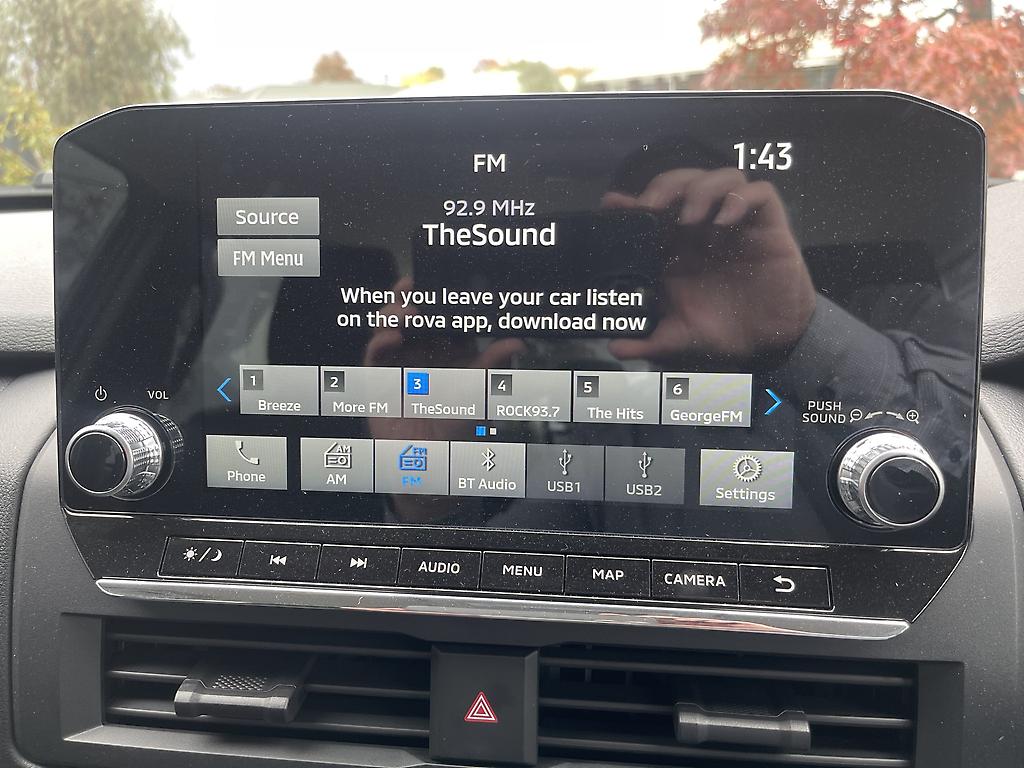 FM
1:43
92.9 MHz
TheSound
Source
FM Menu
When you leave your car listen
on the rova app, download now
1
Breeze
2
More FM
3
TheSound
4
ROCK93.7
5
The Hits
6
GeorgeFM
VOL
PUSH
SOUND
Phone
AM
AM
FM
FM
BT Audio
USB1
USB2
Settings
AUDIO
MENU
MAP
CAMERA